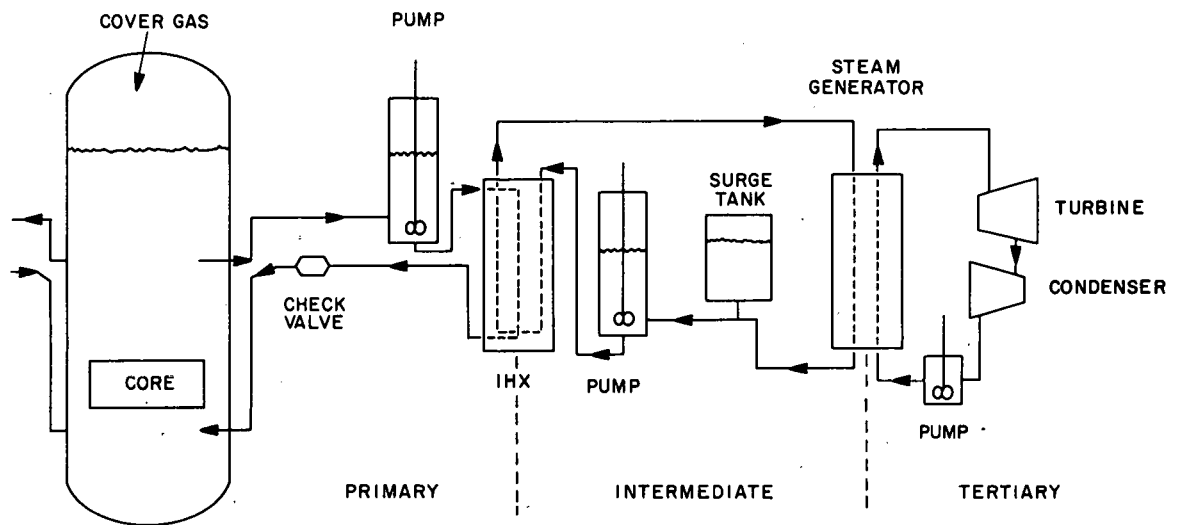 COVER GAS
PUMP
STEAM
GENERATOR
SURGE
TANK
TURBINE
CONDENSER
CHECK
VALVE
CORE
IHX
PUMP
PUMP
PRIMARY
INTERMEDIATE
TERTIARY